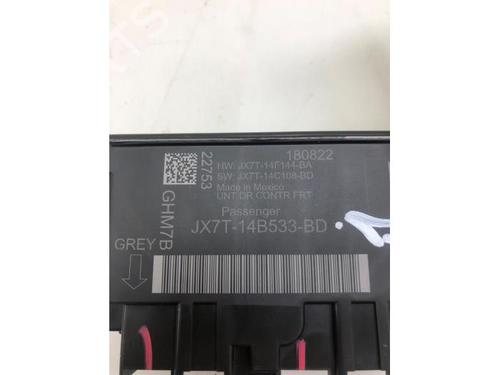 180822
HW: JX7T-14F144-BA
SW: JX7T-14C108-BD
Made in Mexico
UNT DR CONTR FRT
Passenger
JX7T-14B533-BD
22753
GHM7B
GREY